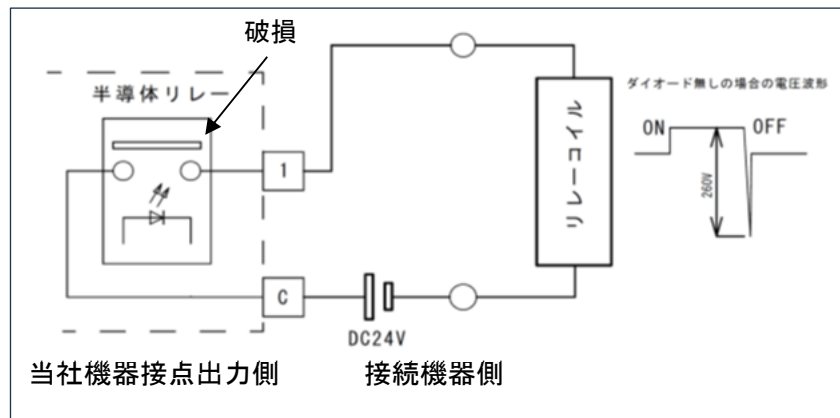 破損
半導体リレー
ダイオード無しの場合の電圧波形
ON
OFF
1
リレーコイル
260V
C
DC24V
当社機器接点出力側
接続機器側